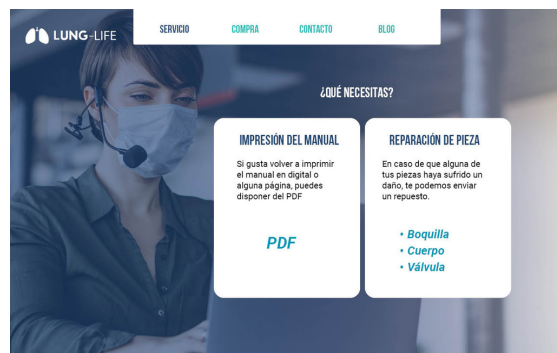 LUNG-LIFE
SERVICIO COMPRA CONTACTO BLOG
¿QUÉ NECESITAS?
IMPRESIÓN DEL MANUAL
Si gusta volver a imprimir
el manual en digital o
alguna página, puedes
disponer del PDF
PDF
REPARACIÓN DE PIEZA
En caso de que alguna de
tus piezas haya sufrido un
daño, te podemos enviar
un repuesto.
• Boquilla
• Cuerpo
• Válvula